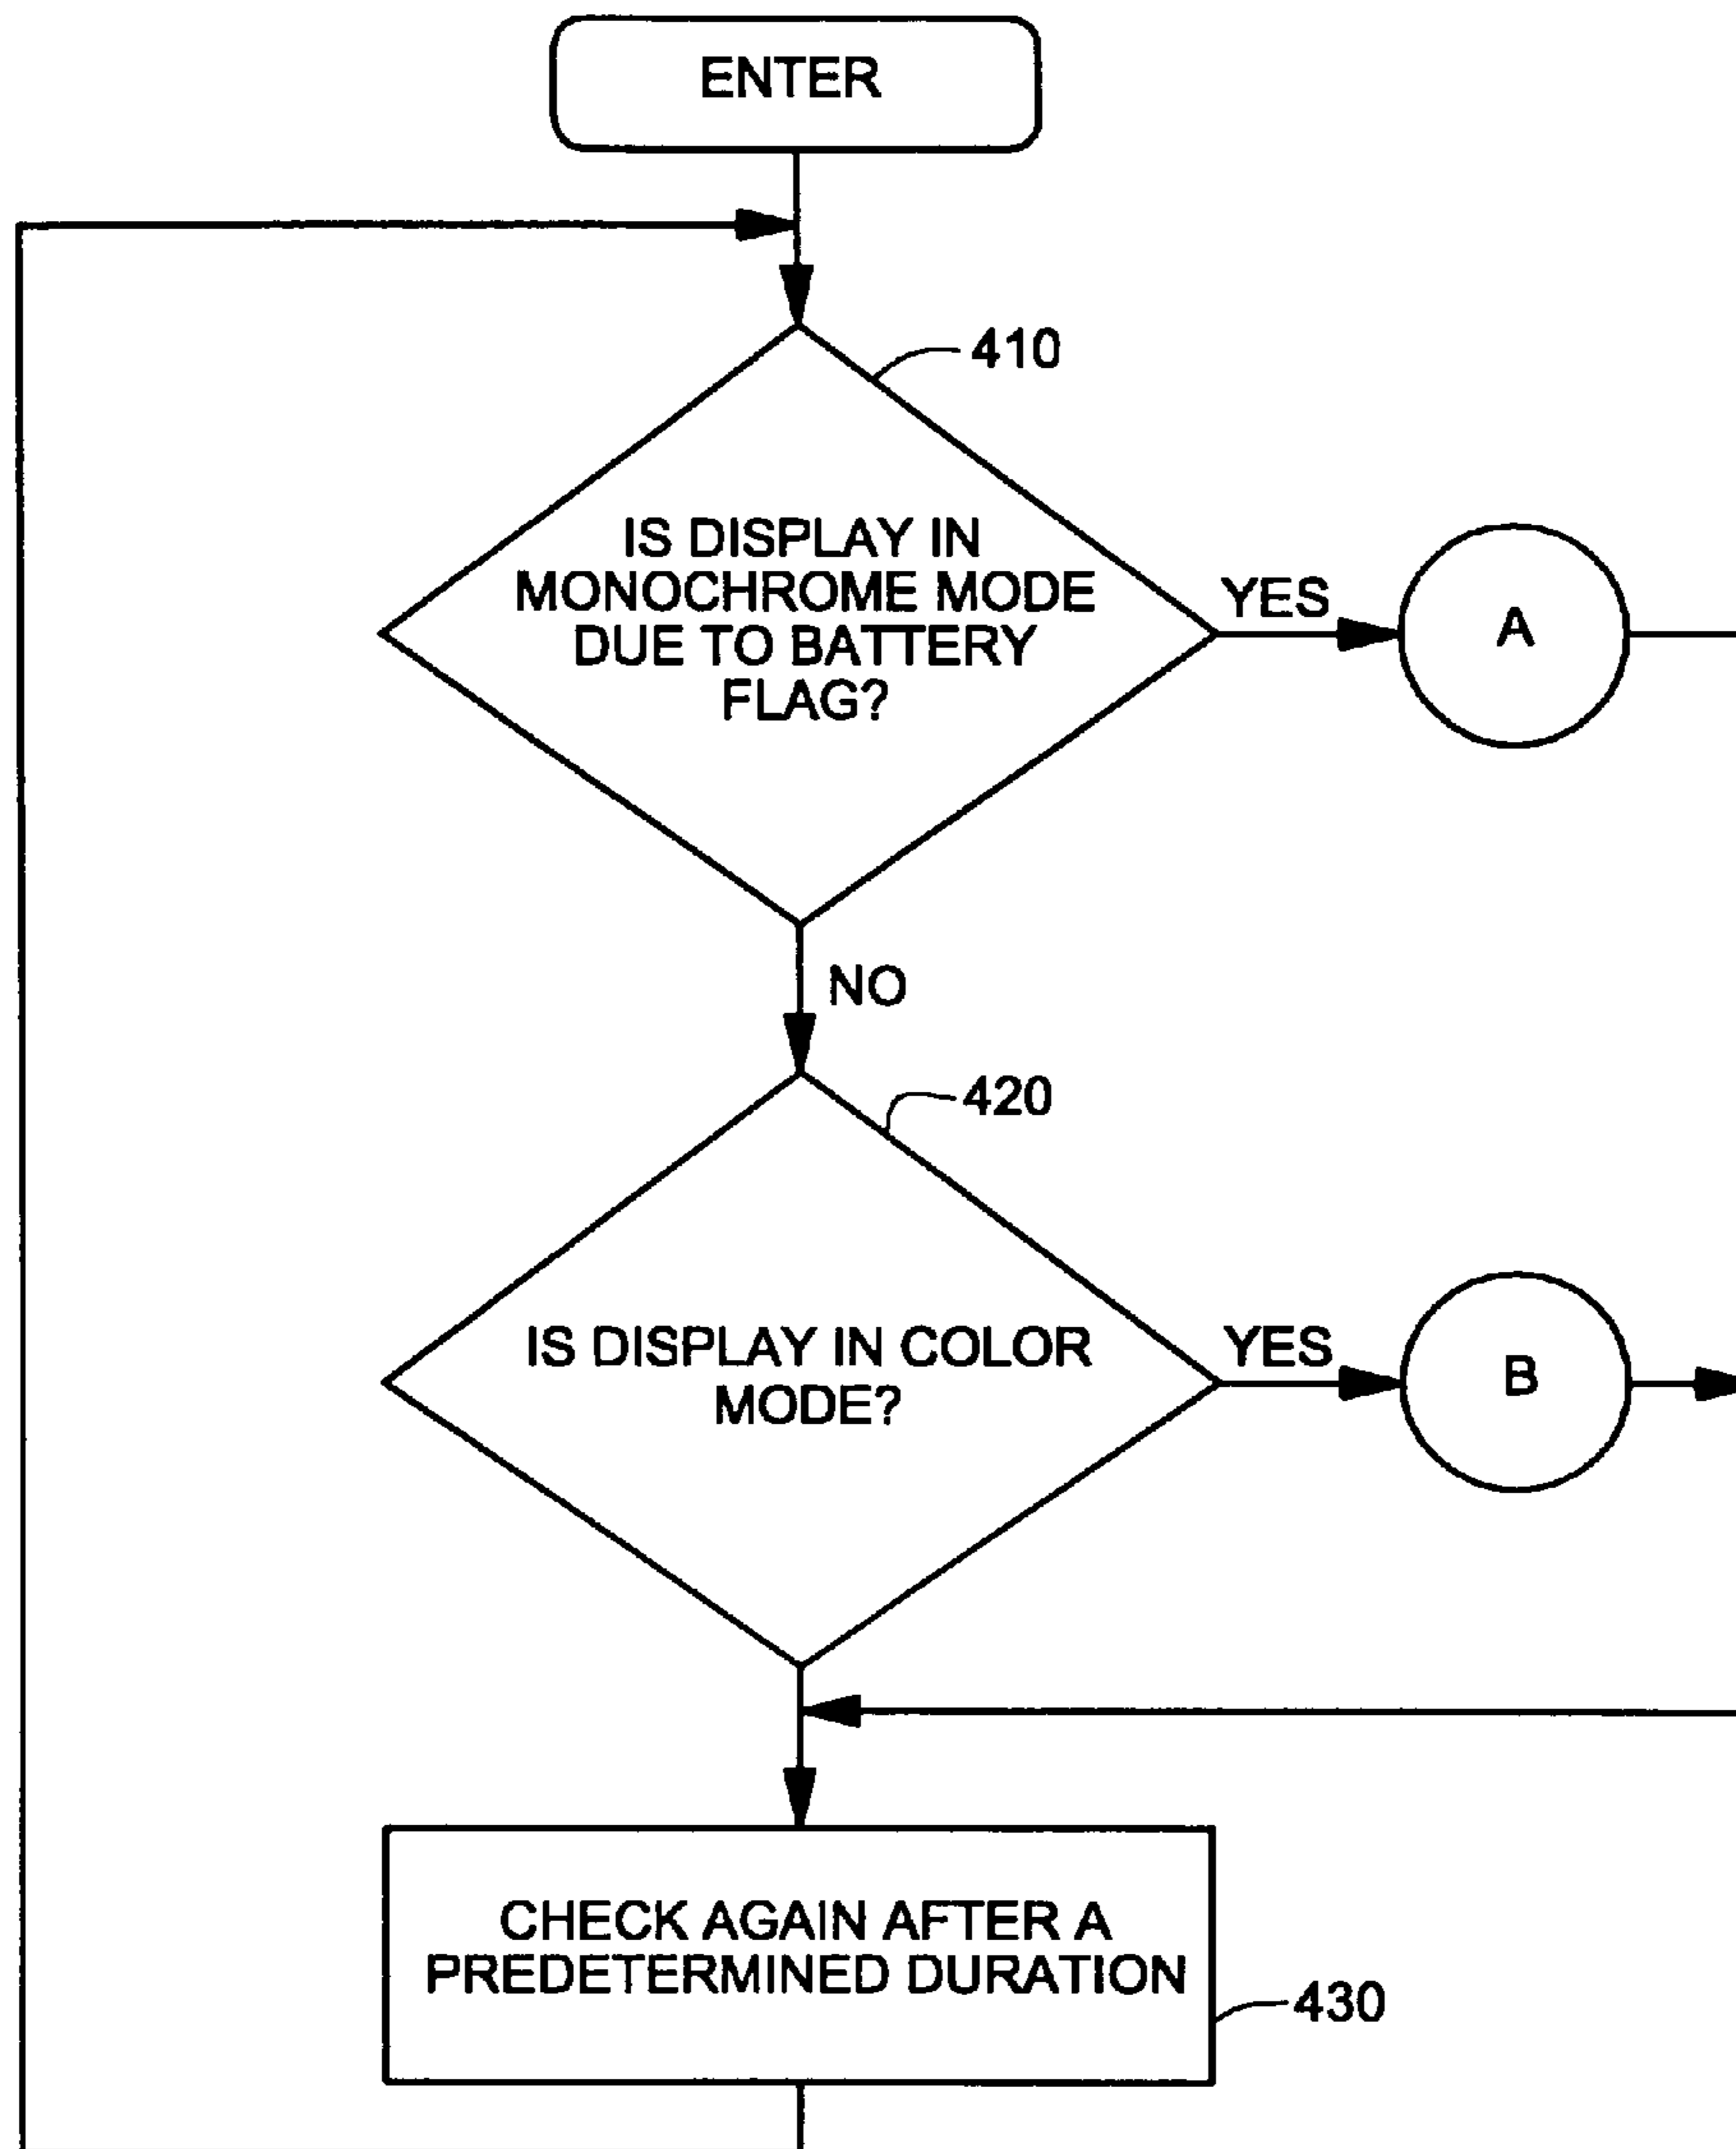 ENTER
410
IS DISPLAY IN
MONOCHROME MODE
DUE TO BATTERY
FLAG?
YES
A
NO
420
IS DISPLAY IN COLOR
MODE?
YES
B
CHECK AGAIN AFTER A
PREDETERMINED DURATION
430